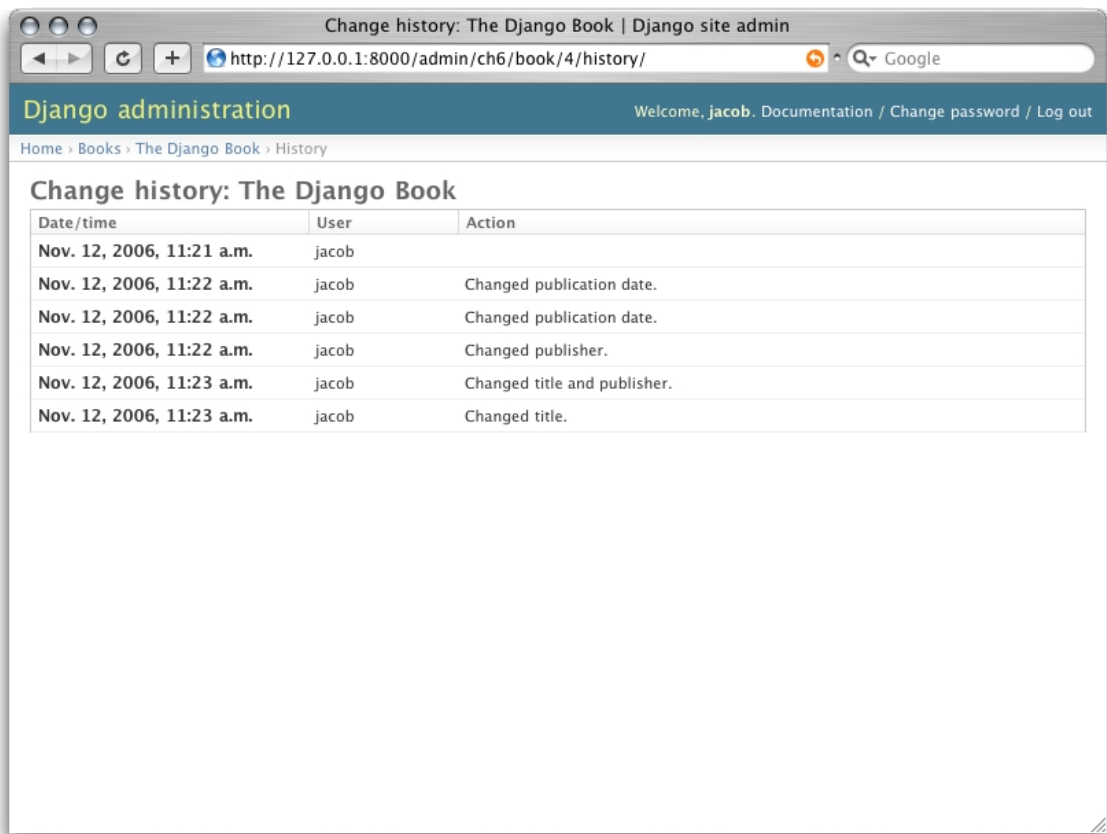 Change history: The Django Book | Django site admin
http://127.0.0.1:8000/admin/ch6/book/4/history/ Google
Django administration Welcome, jacob. Documentation / Change password / Log out
Home › Books › The Django Book › History
Change history: The Django Book
Date/time User Action
Nov. 12, 2006, 11:21 a.m. jacob
Nov. 12, 2006, 11:22 a.m. jacob Changed publication date.
Nov. 12, 2006, 11:22 a.m. jacob Changed publication date.
Nov. 12, 2006, 11:22 a.m. jacob Changed publisher.
Nov. 12, 2006, 11:23 a.m. jacob Changed title and publisher.
Nov. 12, 2006, 11:23 a.m. jacob Changed title.